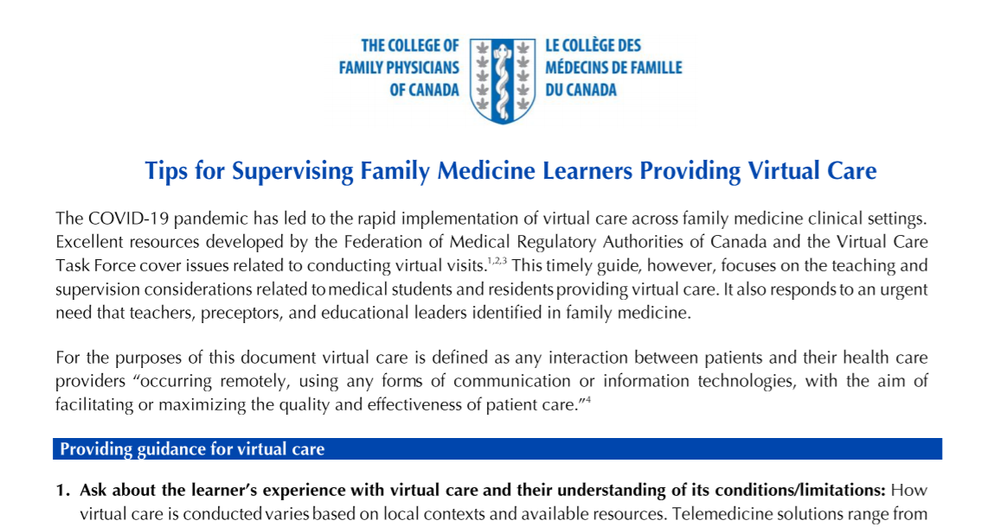 THE COLLEGE OF
FAMILY PHYSICIANS
OF CANADA
LE COLLÈGE DES
MÉDECINS DE FAMILLE
DU CANADA
Tips for Supervising Family Medicine Learners Providing Virtual Care
The COVID-19 pandemic has led to the rapid implementation of virtual care across family medicine clinical settings.
Excellent resources developed by the Federation of Medical Regulatory Authorities of Canada and the Virtual Care
Task Force cover issues related to conducting virtual visits.1,2,3 This timely guide, however, focuses on the teaching and
supervision considerations related to medical students and residents providing virtual care. It also responds to an urgent
need that teachers, preceptors, and educational leaders identified in family medicine.
For the purposes of this document virtual care is defined as any interaction between patients and their health care
providers “occurring remotely, using any forms of communication or information technologies, with the aim of
facilitating or maximizing the quality and effectiveness of patient care.”4
Providing guidance for virtual care
1. Ask about the learner’s experience with virtual care and their understanding of its conditions/limitations: How
virtual care is conducted varies based on local contexts and available resources. Telemedicine solutions range from